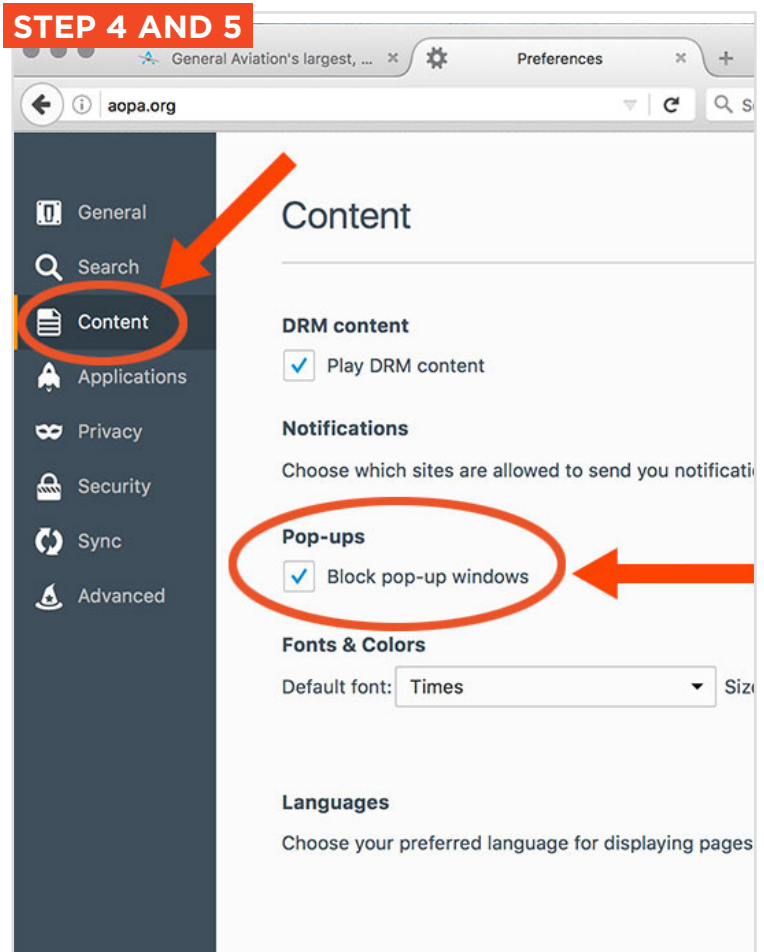 STEP 4 AND 5
General Aviation's largest, ...
Preferences
aopa.org
General
Search
Content
Applications
Privacy
Security
Sync
Advanced
Content
DRM content
Play DRM content
Notifications
Choose which sites are allowed to send you notificati
Pop-ups
Block pop-up windows
Fonts & Colors
Default font: Times
Languages
Choose your preferred language for displaying pages